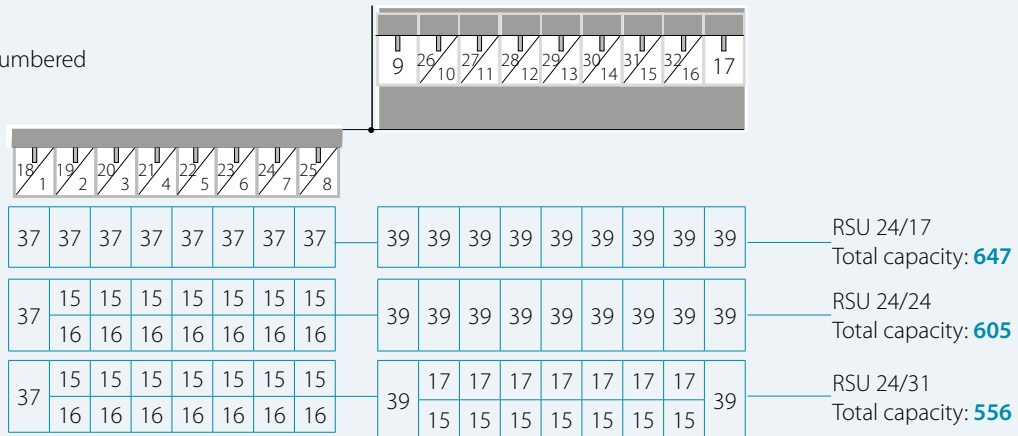 umbered
9 26/10 27/11 28/12 29/13 30/14 31/15 32/16 17
18/1 19/2 20/3 21/4 22/5 23/6 24/7 25/8
37 37 37 37 37 37 37 37 39 39 39 39 39 39 39 39 39
RSU 24/17
Total capacity: 647
15 15 15 15 15 15 15
37 39 39 39 39 39 39 39 39 39
16 16 16 16 16 16 16
RSU 24/24
Total capacity: 605
15 15 15 15 15 15 15 17 17 17 17 17 17 17
37 39 39
16 16 16 16 16 16 16 15 15 15 15 15 15 15
RSU 24/31
Total capacity: 556